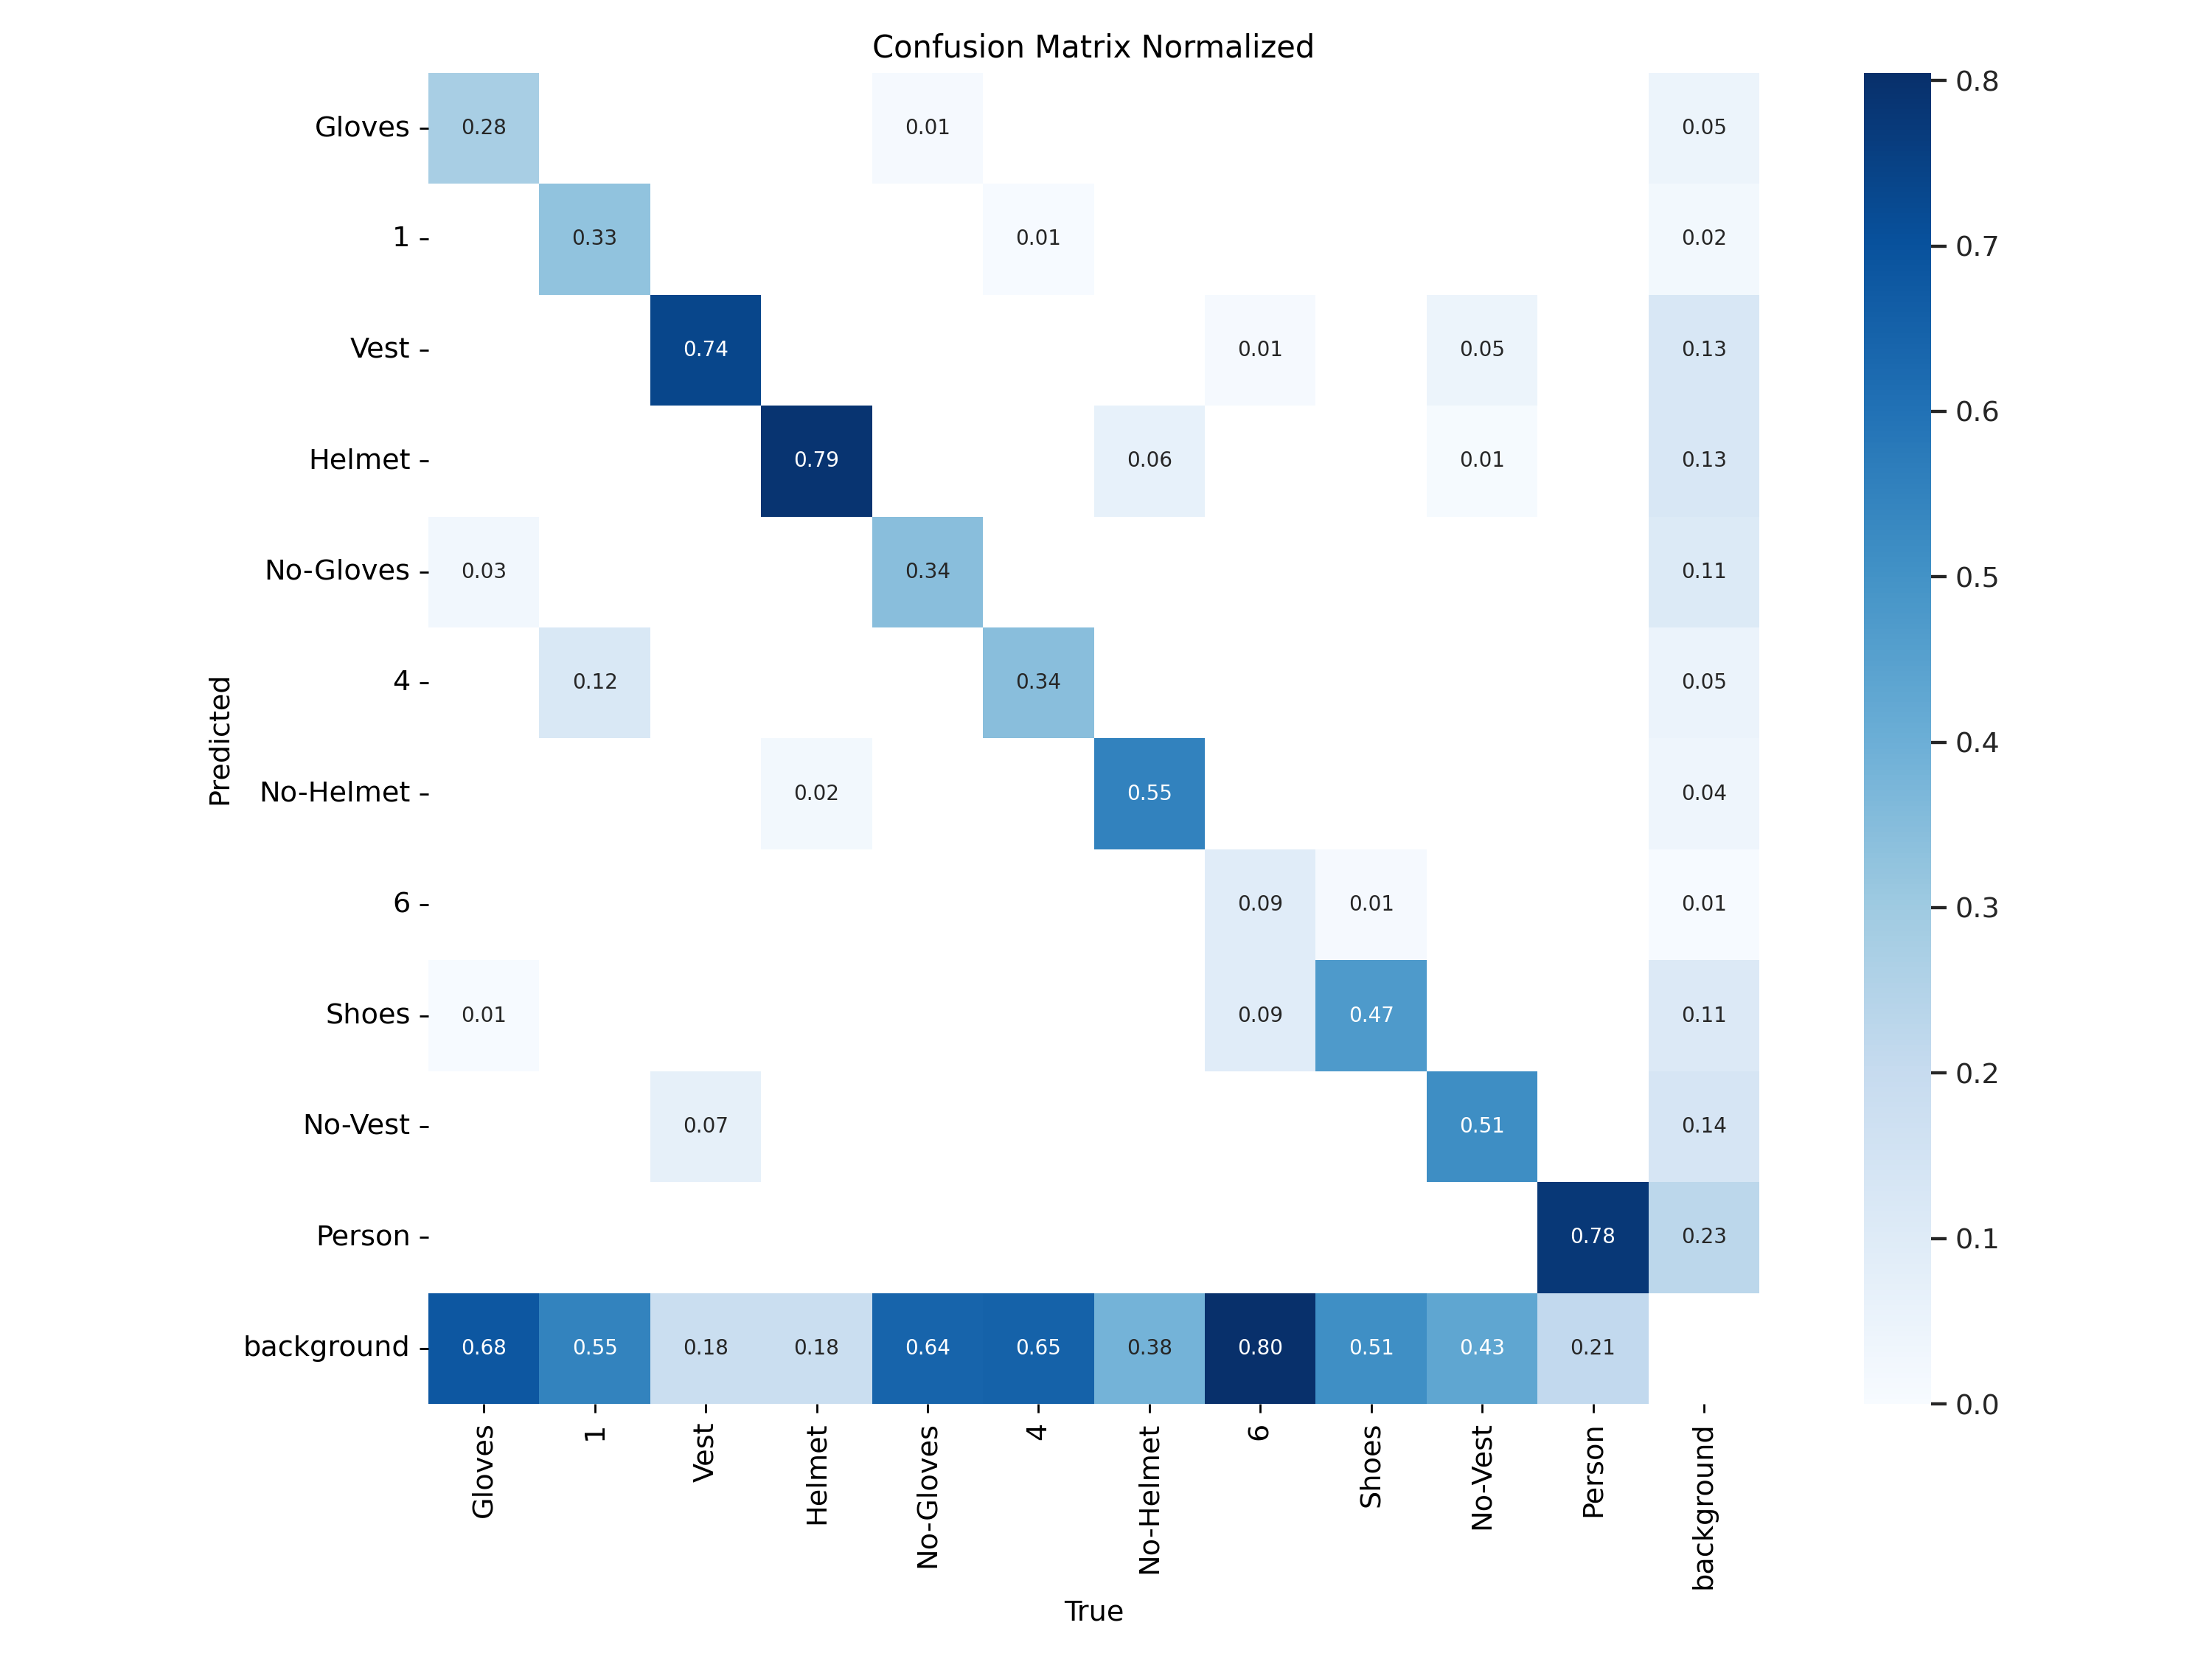 Confusion Matrix Normalized
Gloves 0.28 0.01 0.05
1 0.33 0.01 0.02
Vest 0.74 0.01 0.05 0.13
Helmet 0.79 0.06 0.01 0.13
No-Gloves 0.03 0.34 0.11
4 0.12 0.34 0.05
No-Helmet 0.02 0.55 0.04
6 0.09 0.01 0.01
Shoes 0.01 0.09 0.47 0.11
No-Vest 0.07 0.51 0.14
Person 0.78 0.23
background 0.68 0.55 0.18 0.18 0.64 0.65 0.38 0.80 0.51 0.43 0.21
Predicted
Gloves 1 Vest Helmet No-Gloves 4 No-Helmet 6 Shoes No-Vest Person background
True
0.8
0.7
0.6
0.5
0.4
0.3
0.2
0.1
0.0